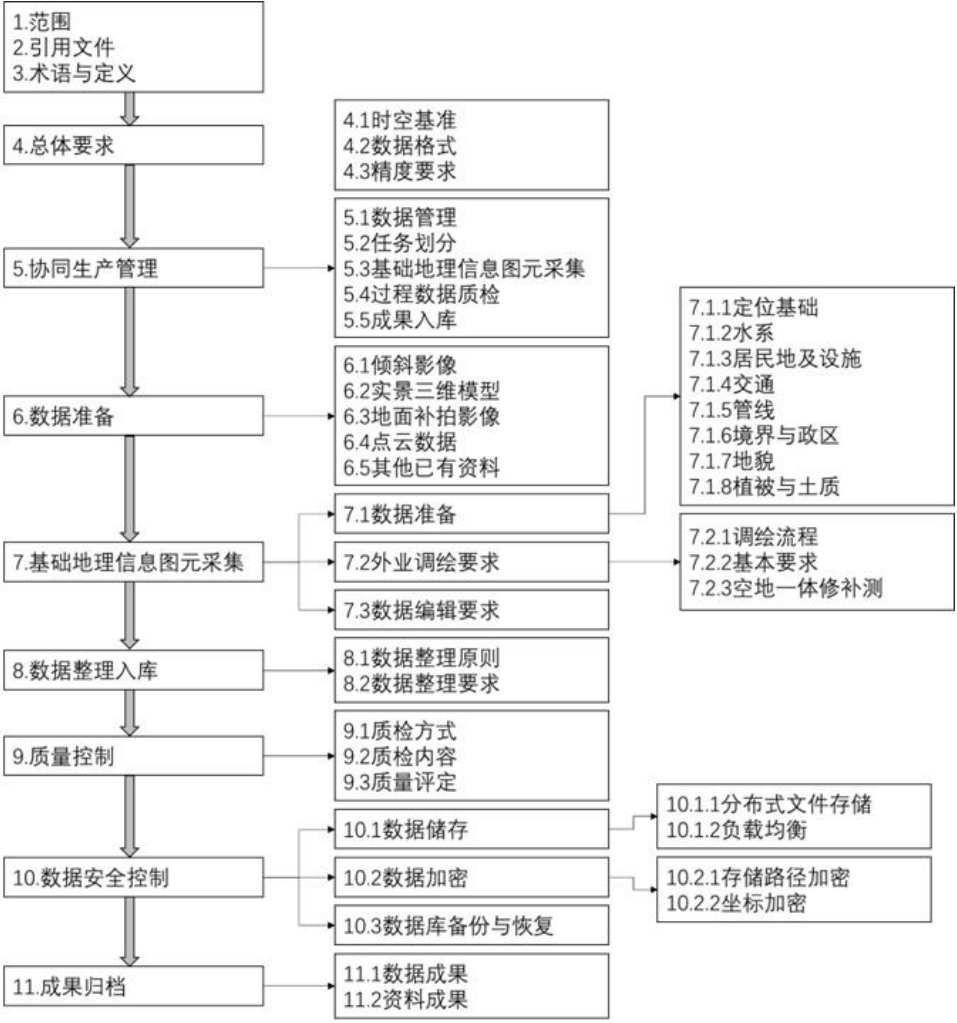 1.范围
2.引用文件
3.术语与定义
4.总体要求
4.1时空基准
4.2数据格式
4.3精度要求
5.协同生产管理
5.1数据管理
5.2任务划分
5.3基础地理信息图元采集
5.4过程数据质检
5.5成果入库
6.数据准备
6.1倾斜影像
6.2实景三维模型
6.3地面补拍影像
6.4点云数据
6.5其他已有资料
7.基础地理信息图元采集
7.1数据准备
7.1.1定位基础
7.1.2水系
7.1.3居民地及设施
7.1.4交通
7.1.5管线
7.1.6境界与政区
7.1.7地貌
7.1.8植被与土质
7.2外业调绘要求
7.2.1调绘流程
7.2.2基本要求
7.2.3空地一体修补测
7.3数据编辑要求
8.数据整理入库
8.1数据整理原则
8.2数据整理要求
9.质量控制
9.1质检方式
9.2质检内容
9.3质量评定
10.数据安全控制
10.1数据储存
10.1.1分布式文件存储
10.1.2负载均衡
10.2数据加密
10.2.1存储路径加密
10.2.2坐标加密
10.3数据库备份与恢复
11.成果归档
11.1数据成果
11.2资料成果